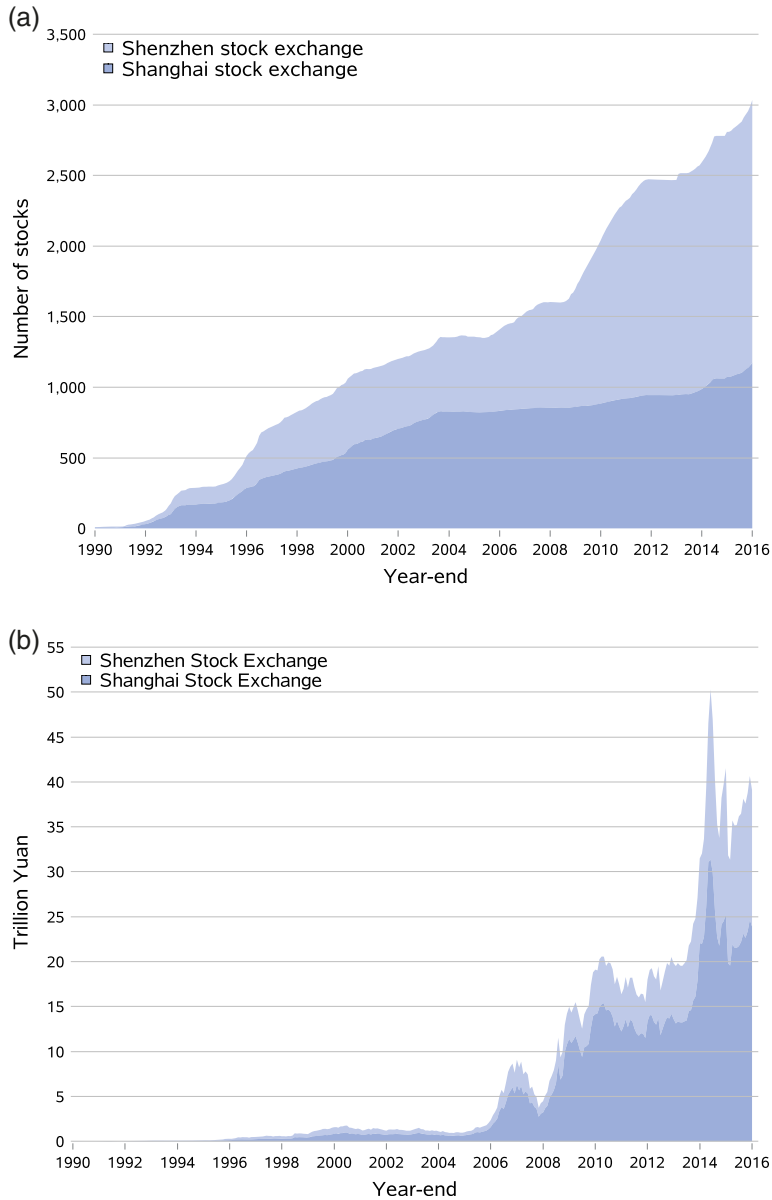 (a)
3,500
Shenzhen stock exchange
Shanghai stock exchange
3,000
2,500
2,000
1,500
1,000
500
0
Number of stocks
1990 1992 1994 1996 1998 2000 2002 2004 2006 2008 2010 2012 2014 2016
Year-end
(b)
55
Shenzhen Stock Exchange
Shanghai Stock Exchange
50
45
40
35
30
25
20
15
10
5
0
Trillion Yuan
1990 1992 1994 1996 1998 2000 2002 2004 2006 2008 2010 2012 2014 2016
Year-end